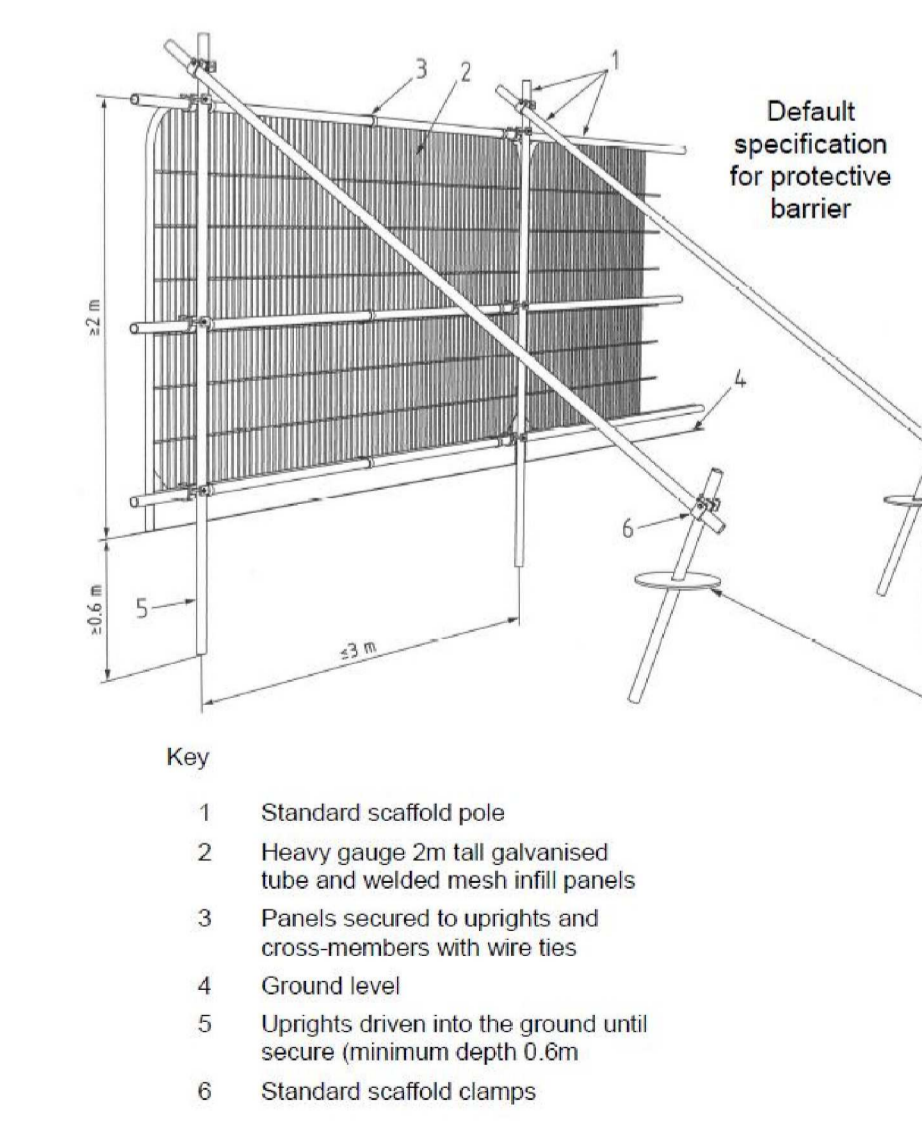 1
3
2
Default
specification
for protective
barrier
≥2 m
4
6
≥0.6 m
5
≤3 m
Key
1 Standard scaffold pole
2 Heavy gauge 2m tall galvanised
tube and welded mesh infill panels
3 Panels secured to uprights and
cross-members with wire ties
4 Ground level
5 Uprights driven into the ground until
secure (minimum depth 0.6m
6 Standard scaffold clamps